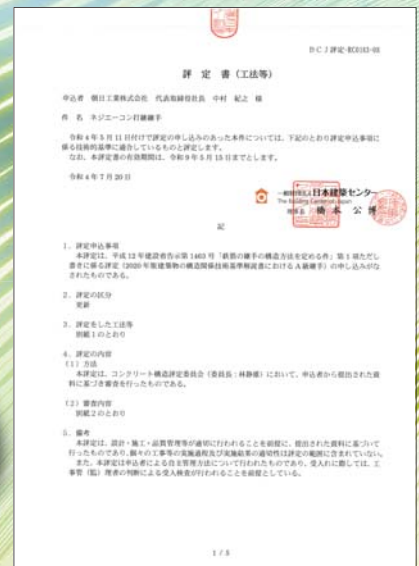 BCJ評定-RC0103-08
評 定 書（工法等）
申込者　朝日工業株式会社　代表取締役社長　中村 紀之　様
件　名　ネジエーコン打継継手
令和4年5月11日付けで評定の申し込みのあった本件については、下記のとおり評定申込事項に
係る技術的基準に適合しているものと評定します。
なお、本評定書の有効期間は、令和9年5月15日までとします。
令和4年7月20日
一般財団法人 日本建築センター
The Building Center of Japan
理事長 橋本 公博
記
1．評定申込事項
本評定は、平成12年建設省告示第1463号「鉄筋の継手の構造方法を定める件」第1項ただし
書きに係る評定（2020年版建築物の構造関係技術基準解説書におけるA級継手）の申し込みがな
されたものである。
2．評定の区分
更新
3．評定をした工法等
別紙1のとおり
4．評定の内容
（1）方法
本評定は、コンクリート構造評定委員会（委員長：林静雄）において、申込者から提出された資
料に基づき審査を行ったものである。
（2）審査内容
別紙2のとおり
5．備考
本評定は、設計・施工・品質管理等が適切に行われることを前提に、提出された資料に基づいて
行ったものであり、個々の工事等の実施過程及び実施結果の適切性は評定の範囲に含まれていない。
また、本評定は申込者による自主管理方法について行われたものであり、受入れに際しては、工
事管（監）理者の判断による受入検査が行われることを前提としている。
1 / 5